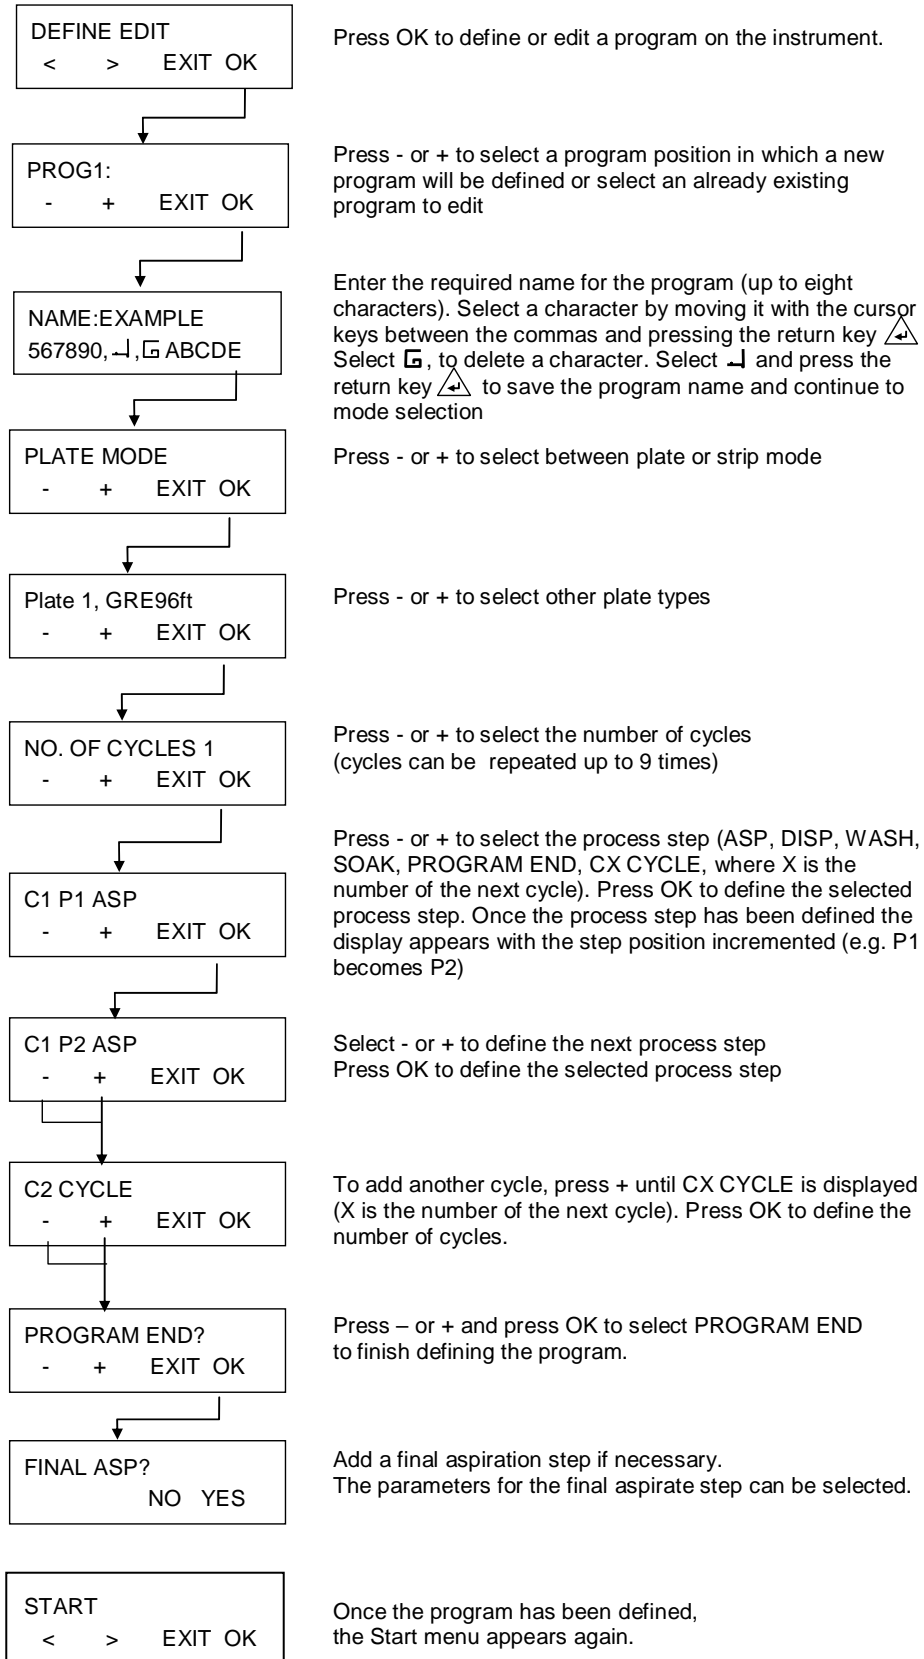 DEFINE EDIT
< > EXIT OK
Press OK to define or edit a program on the instrument.
PROG1:
- + EXIT OK
Press - or + to select a program position in which a new
program will be defined or select an already existing
program to edit
NAME:EXAMPLE
567890, ⏎ , G ABCDE
Enter the required name for the program (up to eight
characters). Select a character by moving it with the cursor
keys between the commas and pressing the return key
Select G , to delete a character. Select ⏎ and press the
return key to save the program name and continue to
mode selection
PLATE MODE
- + EXIT OK
Press - or + to select between plate or strip mode
Plate 1, GRE96ft
- + EXIT OK
Press - or + to select other plate types
NO. OF CYCLES 1
- + EXIT OK
Press - or + to select the number of cycles
(cycles can be repeated up to 9 times)
C1 P1 ASP
- + EXIT OK
Press - or + to select the process step (ASP, DISP, WASH,
SOAK, PROGRAM END, CX CYCLE, where X is the
number of the next cycle). Press OK to define the selected
process step. Once the process step has been defined the
display appears with the step position incremented (e.g. P1
becomes P2)
C1 P2 ASP
- + EXIT OK
Select - or + to define the next process step
Press OK to define the selected process step
C2 CYCLE
- + EXIT OK
To add another cycle, press + until CX CYCLE is displayed
(X is the number of the next cycle). Press OK to define the
number of cycles.
PROGRAM END?
- + EXIT OK
Press – or + and press OK to select PROGRAM END
to finish defining the program.
FINAL ASP?
NO YES
Add a final aspiration step if necessary.
The parameters for the final aspirate step can be selected.
START
< > EXIT OK
Once the program has been defined,
the Start menu appears again.